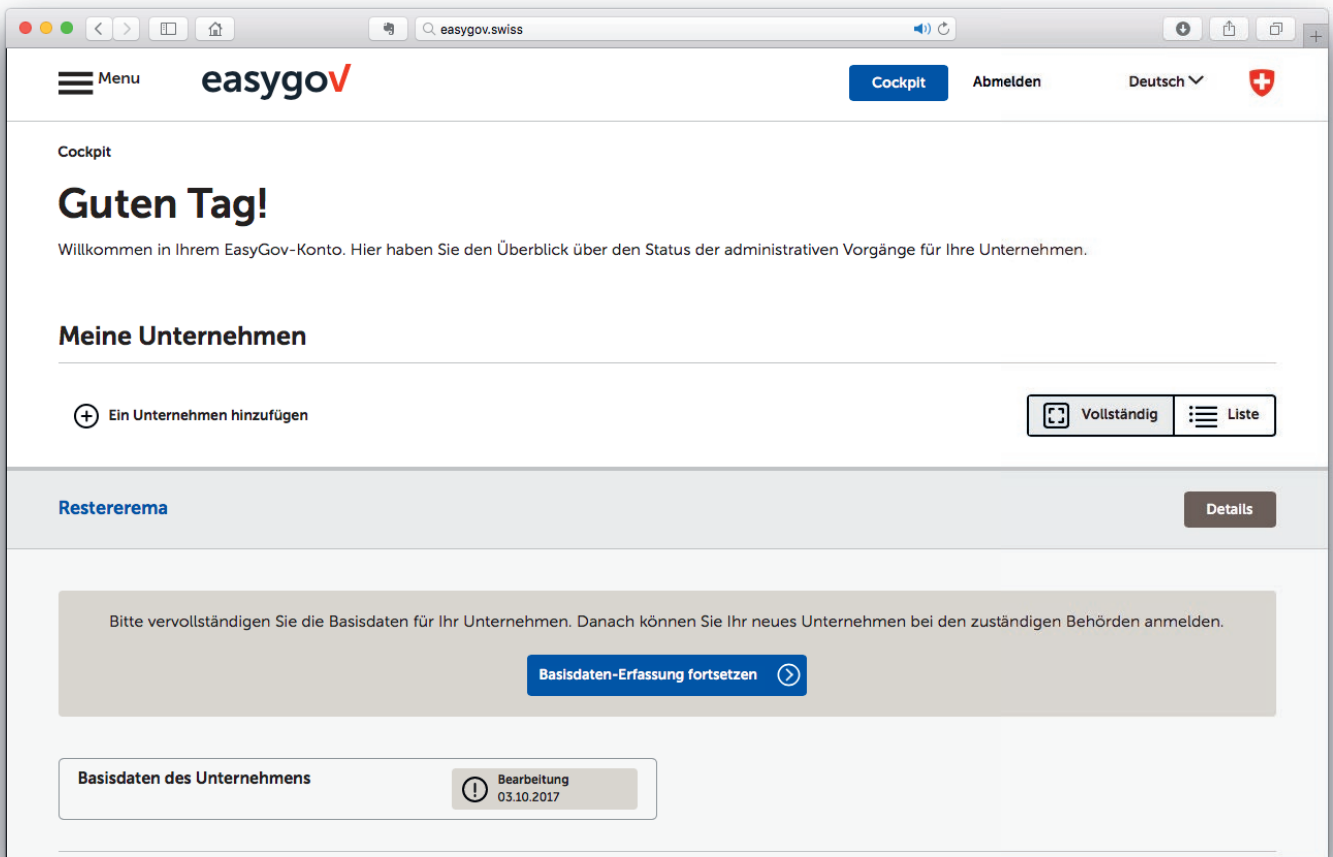 easygov.swiss
Menu
easygov
Cockpit
Abmelden
Deutsch
Cockpit
Guten Tag!
Willkommen in Ihrem EasyGov-Konto. Hier haben Sie den Überblick über den Status der administrativen Vorgänge für Ihre Unternehmen.
Meine Unternehmen
Ein Unternehmen hinzufügen
Vollständig
Liste
Restererema
Details
Bitte vervollständigen Sie die Basisdaten für Ihr Unternehmen. Danach können Sie Ihr neues Unternehmen bei den zuständigen Behörden anmelden.
Basisdaten-Erfassung fortsetzen
Basisdaten des Unternehmens
Bearbeitung
03.10.2017